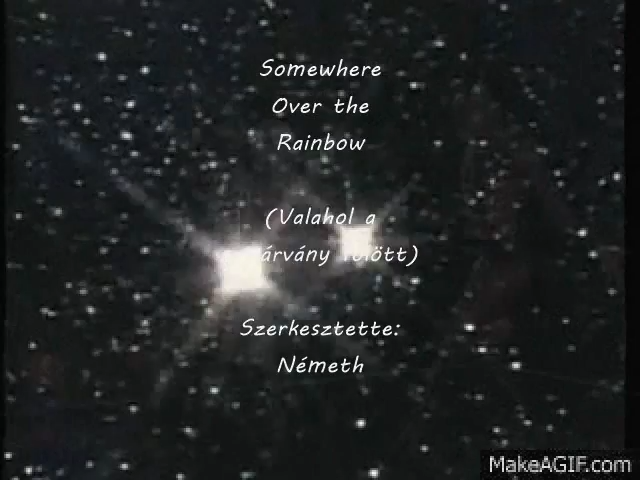 Somewhere
Over the
Rainbow
(Valahol a
Szerkesztette:
Németh
MakeAGIF.com